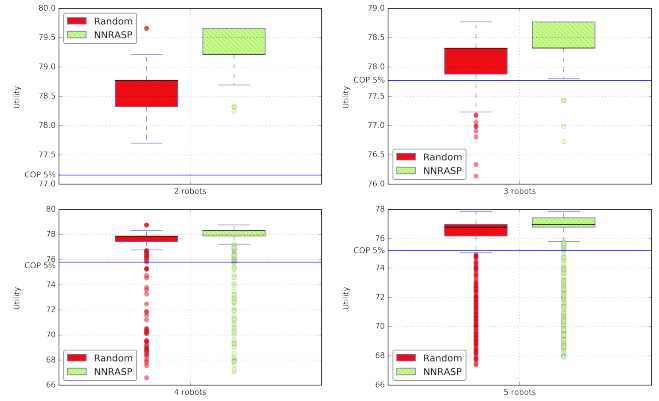 80.0
79.5
79.0
78.5
78.0
77.5
77.0
Utility
COP 5%
Random
NNRASP
2 robots
79.0
78.5
78.0
77.5
77.0
76.5
76.0
Utility
COP 5%
Random
NNRASP
3 robots
80
78
76
74
72
70
68
66
Utility
COP 5%
Random
NNRASP
4 robots
78
76
74
72
70
68
66
Utility
COP 5%
Random
NNRASP
5 robots